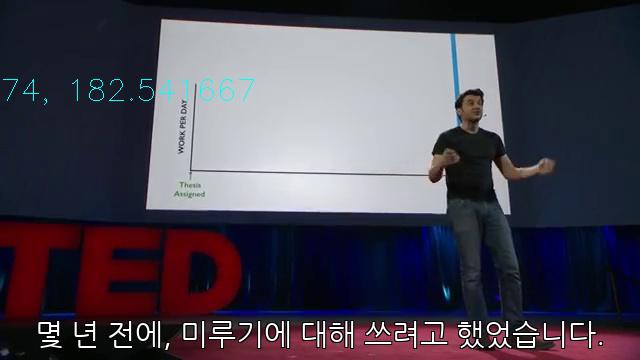 74, 182.541667
WORK PER DAY
Thesis
Assigned
TED
몇 년 전에, 미루기에 대해 쓰려고 했었습니다.